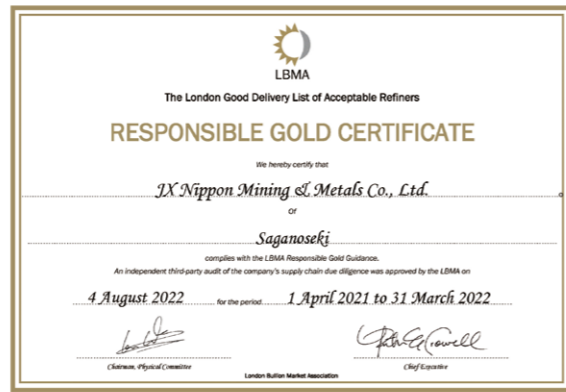 LBMA
The London Good Delivery List of Acceptable Refiners
RESPONSIBLE GOLD CERTIFICATE
We hereby certify that
JX Nippon Mining & Metals Co., Ltd.
Of
Saganoseki
complies with the LBMA Responsible Gold Guidance.
An independent third-party audit of the company's supply chain due diligence was approved by the LBMA on
4 August 2022 for the period 1 April 2021 to 31 March 2022
Chairman, Physical Committee Chief Executive
London Bullion Market Association